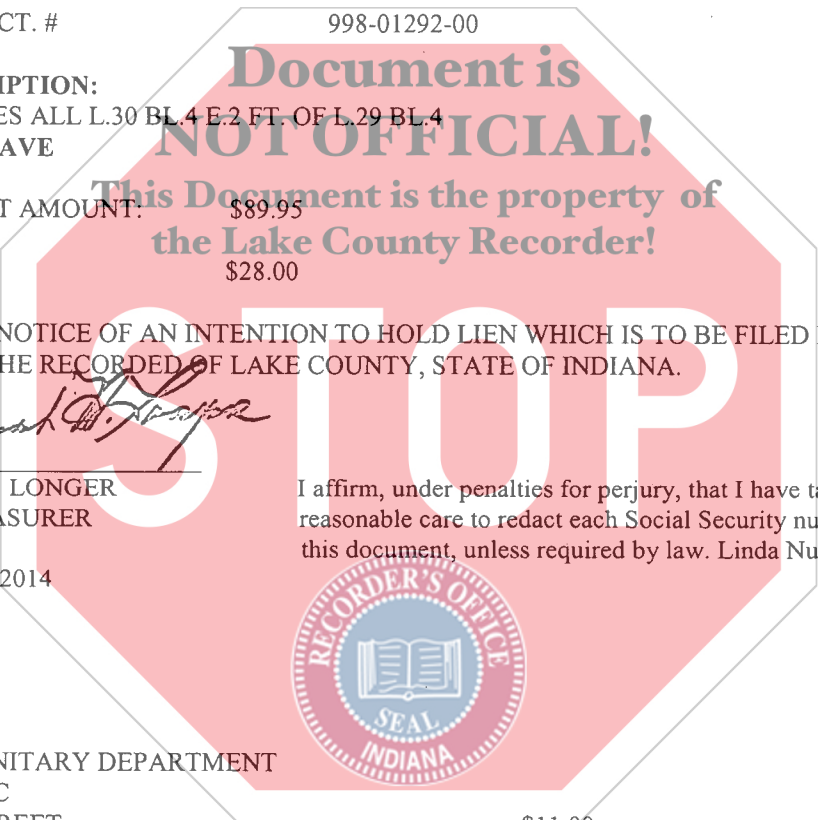 CT. # 998-01292-00
Document is
IPTION:
ES ALL L.30 BL.4 E.2 FT. OF L.29 BL.4
NOT OFFICIAL!
AVE
This Document is the property of
T AMOUNT: $89.95
the Lake County Recorder!
$28.00
NOTICE OF AN INTENTION TO HOLD LIEN WHICH IS TO BE FILED
HE RECORDED OF LAKE COUNTY, STATE OF INDIANA.
STOP
LONGER
ASURER
I affirm, under penalties for perjury, that I have ta
reasonable care to redact each Social Security nu
this document, unless required by law. Linda Nu
2014
RECORDER'S OFFICE
SEAL
INDIANA
NITARY DEPARTMENT
C
REET
$11.00